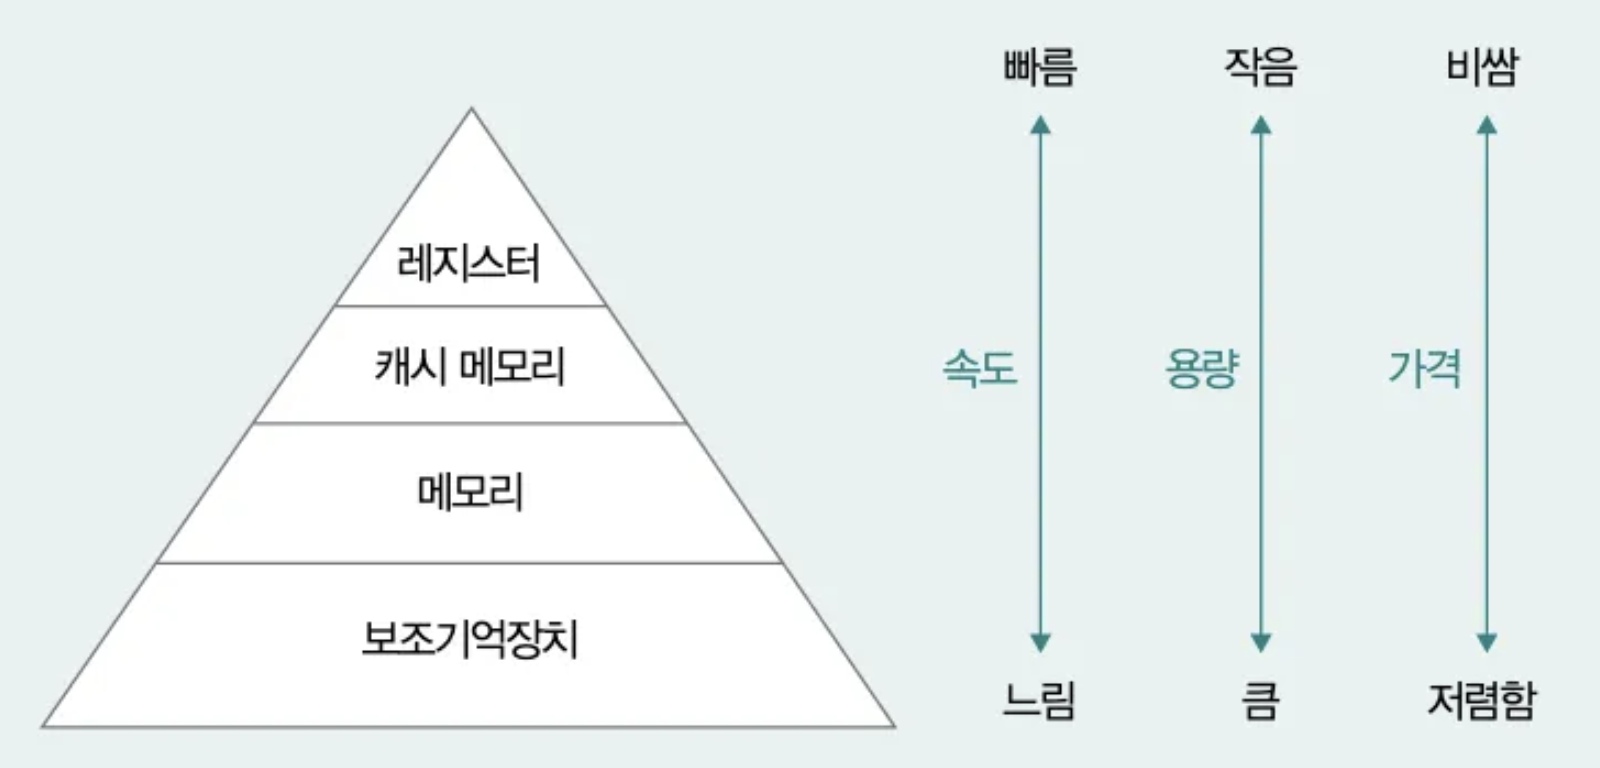 빠름 작음 비쌈
레지스터
캐시 메모리
속도 용량 가격
메모리
보조기억장치
느림 큼 저렴함